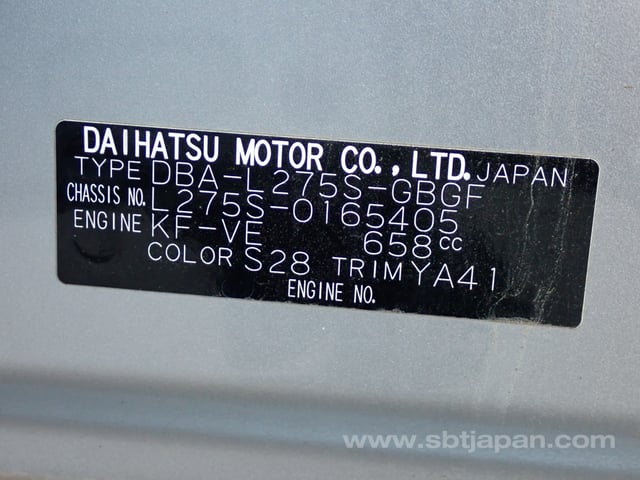 DAIHATSU MOTOR CO., LTD. JAPAN
TYPE DBA-L275S-GBGF
CHASSIS NO. L275S-0165405
ENGINE KF-VE 658cc
COLOR S28 TRIM YA41
ENGINE NO.
www.sbtjapan.com